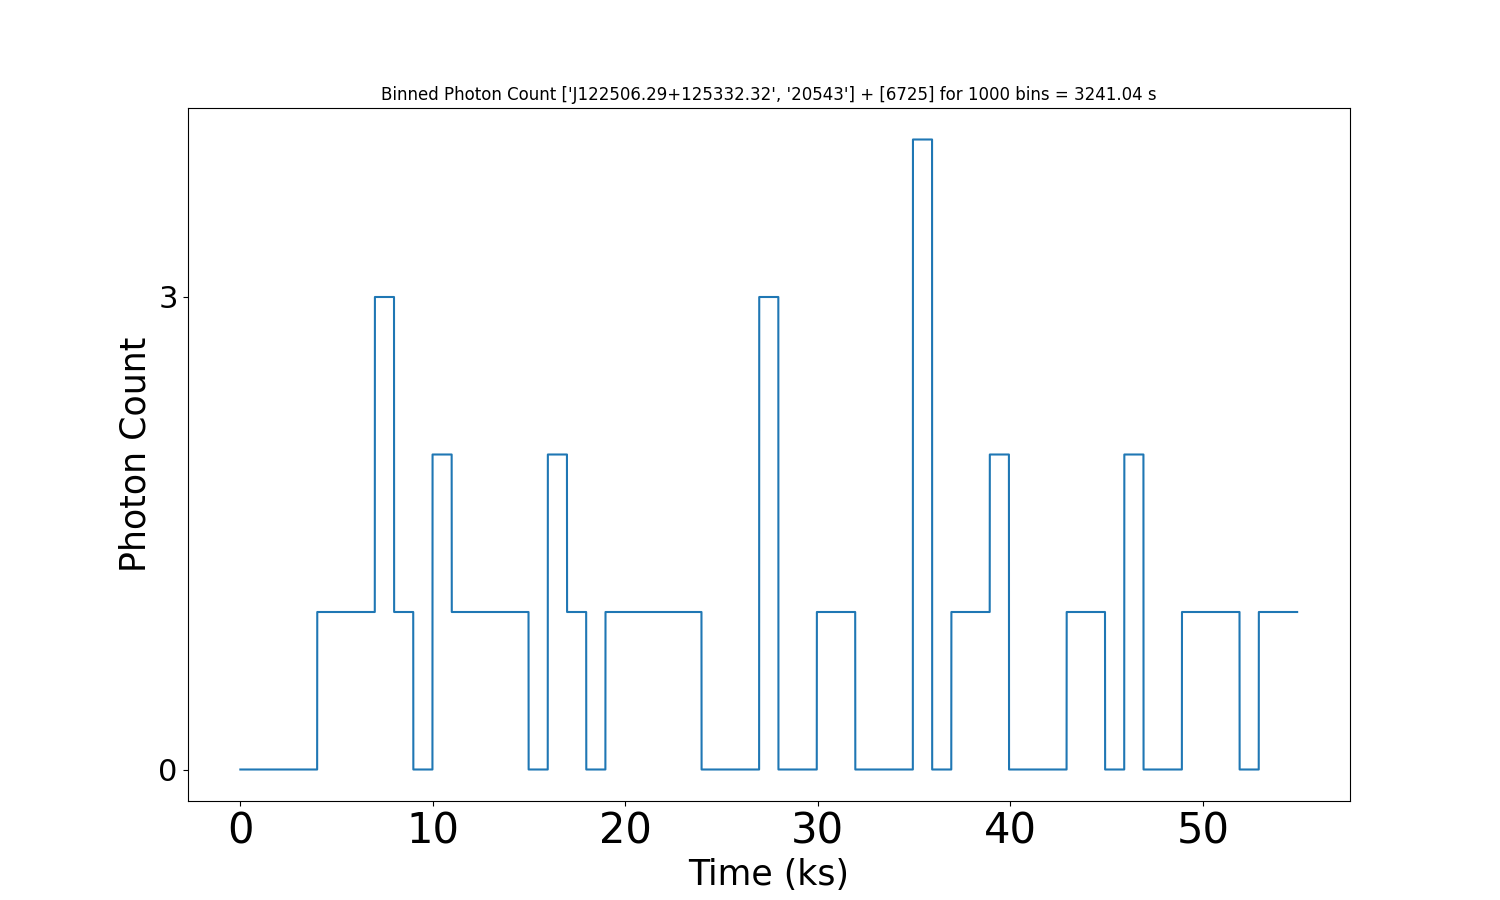 Binned Photon Count ['J122506.29+125332.32', '20543'] + [6725] for 1000 bins = 3241.04 s
3
0
Photon Count
0 10 20 30 40 50
Time (ks)